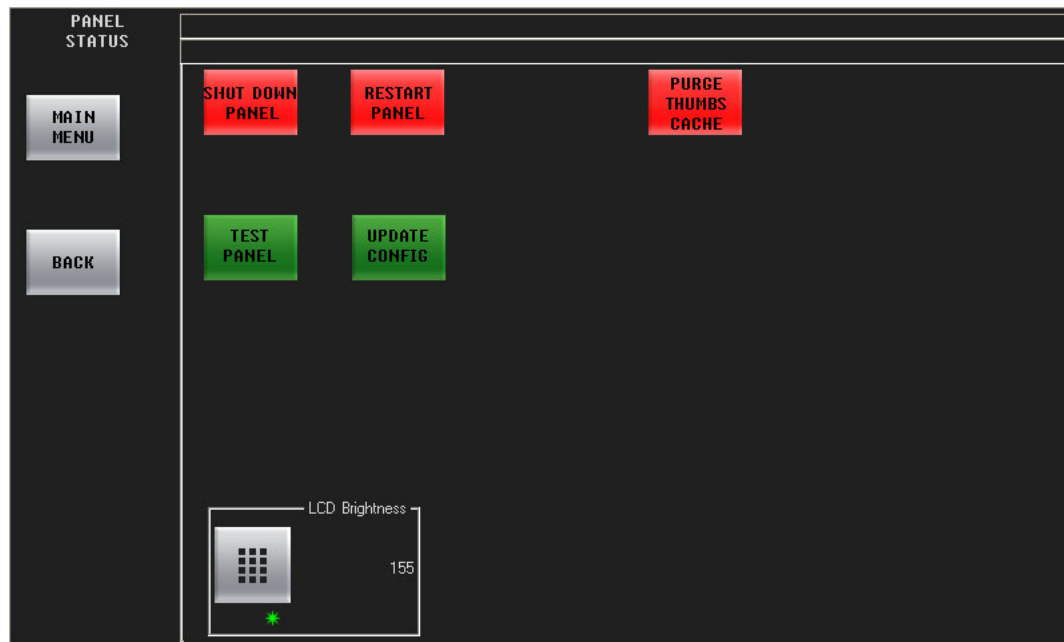 PANEL
STATUS
MAIN
MENU
BACK
SHUT DOWN
PANEL
RESTART
PANEL
PURGE
THUMBS
CACHE
TEST
PANEL
UPDATE
CONFIG
LCD Brightness
155